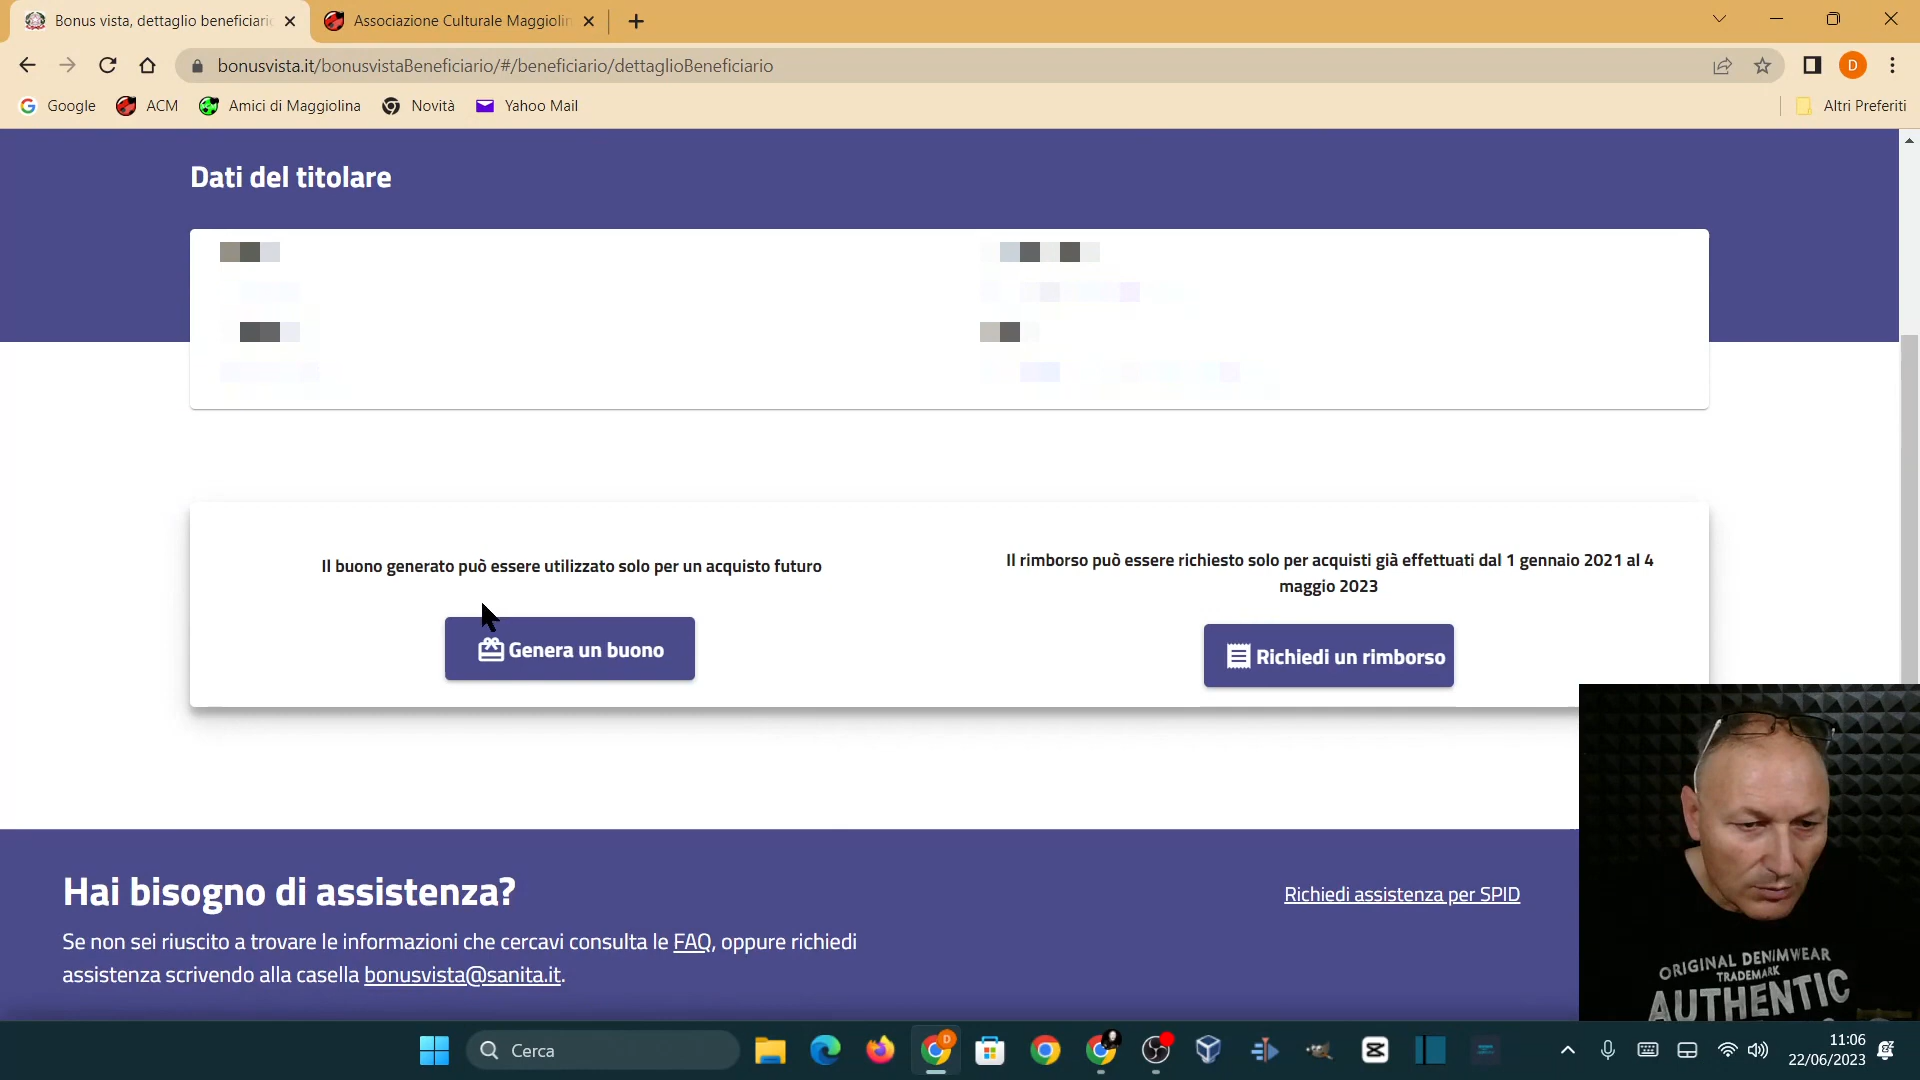 Bonus vista, dettaglio beneficiario
Associazione Culturale Maggiolin
bonusvista.it/bonusvistaBeneficiario/#/beneficiario/dettaglioBeneficiario
D
Google
ACM
Amici di Maggiolina
Novità
Yahoo Mail
Altri Preferiti
Dati del titolare
Il buono generato può essere utilizzato solo per un acquisto futuro
Genera un buono
Il rimborso può essere richiesto solo per acquisti già effettuati dal 1 gennaio 2021 al 4
maggio 2023
Richiedi un rimborso
Hai bisogno di assistenza?
Se non sei riuscito a trovare le informazioni che cercavi consulta le FAQ, oppure richiedi
assistenza scrivendo alla casella bonusvista@sanita.it.
Richiedi assistenza per SPID
ORIGINAL DENIMWEAR
TRADEMARK
AUTHENTIC
Cerca
D
11:06
22/06/2023